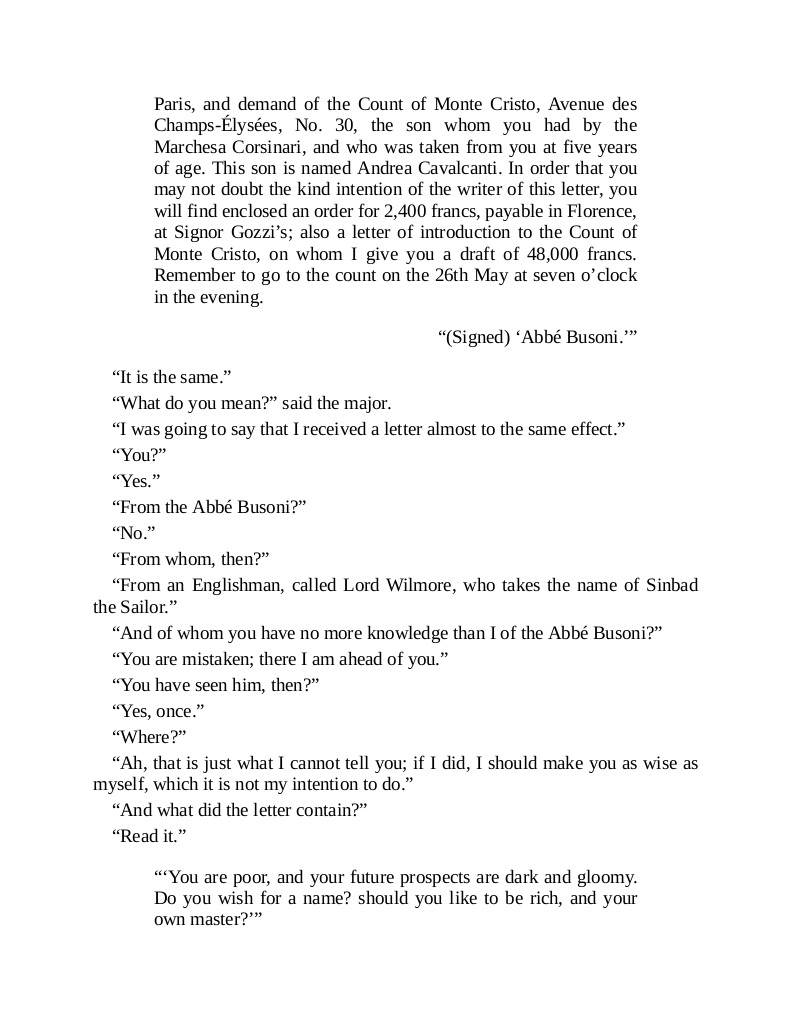 Paris, and demand of the Count of Monte Cristo, Avenue des
Champs-Élysées, No. 30, the son whom you had by the
Marchesa Corsinari, and who was taken from you at five years
of age. This son is named Andrea Cavalcanti. In order that you
may not doubt the kind intention of the writer of this letter, you
will find enclosed an order for 2,400 francs, payable in Florence,
at Signor Gozzi’s; also a letter of introduction to the Count of
Monte Cristo, on whom I give you a draft of 48,000 francs.
Remember to go to the count on the 26th May at seven o’clock
in the evening.
“(Signed) ‘Abbé Busoni.’”
“It is the same.”
“What do you mean?” said the major.
“I was going to say that I received a letter almost to the same effect.”
“You?”
“Yes.”
“From the Abbé Busoni?”
“No.”
“From whom, then?”
“From an Englishman, called Lord Wilmore, who takes the name of Sinbad
the Sailor.”
“And of whom you have no more knowledge than I of the Abbé Busoni?”
“You are mistaken; there I am ahead of you.”
“You have seen him, then?”
“Yes, once.”
“Where?”
“Ah, that is just what I cannot tell you; if I did, I should make you as wise as
myself, which it is not my intention to do.”
“And what did the letter contain?”
“Read it.”
“‘You are poor, and your future prospects are dark and gloomy.
Do you wish for a name? should you like to be rich, and your
own master?’”